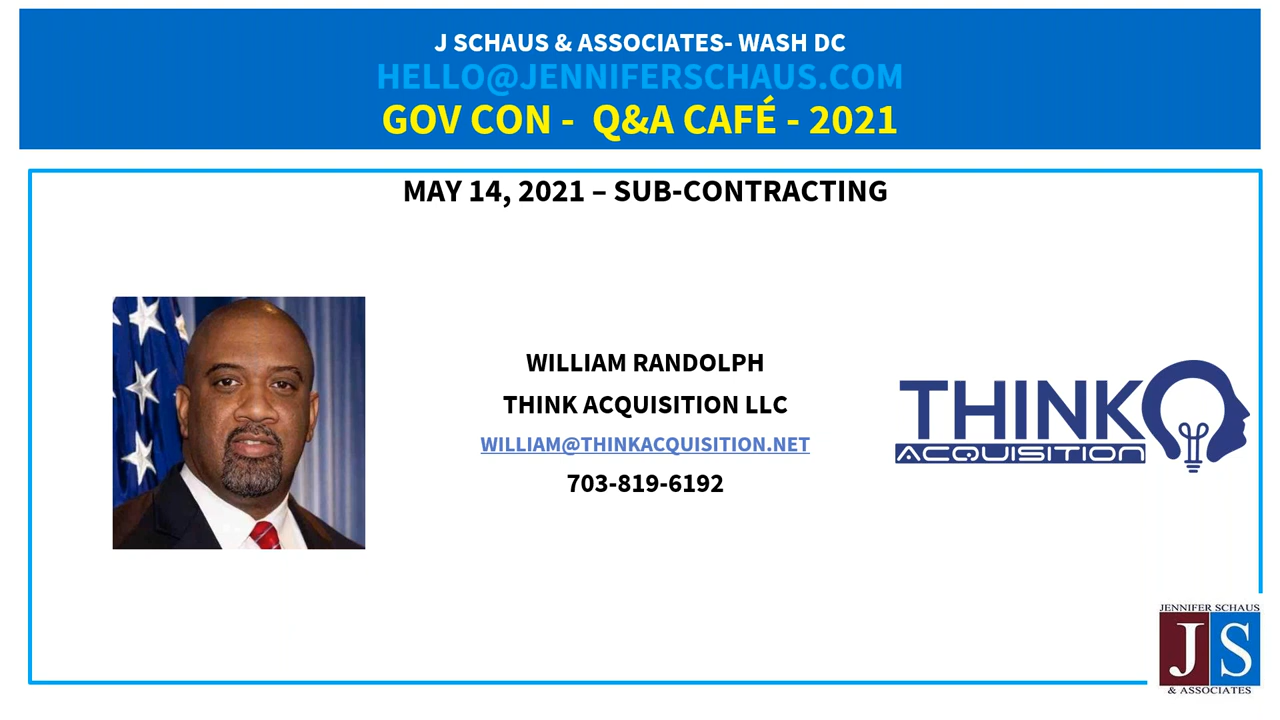 J SCHAUS & ASSOCIATES- WASH DC
HELLO@JENNIFERSCHAUS.COM
GOV CON -  Q&A CAFÉ - 2021
MAY 14, 2021 – SUB-CONTRACTING
WILLIAM RANDOLPH
THINK ACQUISITION LLC
WILLIAM@THINKACQUISITION.NET
703-819-6192
THINK
ACQUISITION
JENNIFER SCHAUS
JS
& ASSOCIATES